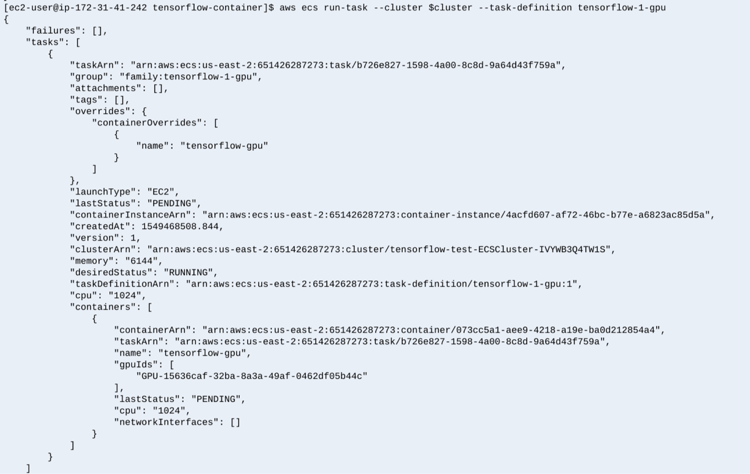 [ec2-user@ip-172-31-41-242 tensorflow-container]$ aws ecs run-task --cluster $cluster --task-definition tensorflow-1-gpu
{
    "failures": [],
    "tasks": [
        {
            "taskArn": "arn:aws:ecs:us-east-2:651426287273:task/b726e827-1598-4a00-8c8d-9a64d43f759a",
            "group": "family:tensorflow-1-gpu",
            "attachments": [],
            "tags": [],
            "overrides": {
                "containerOverrides": [
                    {
                        "name": "tensorflow-gpu"
                    }
                ]
            },
            "launchType": "EC2",
            "lastStatus": "PENDING",
            "containerInstanceArn": "arn:aws:ecs:us-east-2:651426287273:container-instance/4acfd607-af72-46bc-b77e-a6823ac85d5a",
            "createdAt": 1549468508.844,
            "version": 1,
            "clusterArn": "arn:aws:ecs:us-east-2:651426287273:cluster/tensorflow-test-ECSCluster-IVYWB3Q4TW1S",
            "memory": "6144",
            "desiredStatus": "RUNNING",
            "taskDefinitionArn": "arn:aws:ecs:us-east-2:651426287273:task-definition/tensorflow-1-gpu:1",
            "cpu": "1024",
            "containers": [
                {
                    "containerArn": "arn:aws:ecs:us-east-2:651426287273:container/073cc5a1-aee9-4218-a19e-ba0d212854a4",
                    "taskArn": "arn:aws:ecs:us-east-2:651426287273:task/b726e827-1598-4a00-8c8d-9a64d43f759a",
                    "name": "tensorflow-gpu",
                    "gpuIds": [
                        "GPU-15636caf-32ba-8a3a-49af-0462df05b44c"
                    ],
                    "lastStatus": "PENDING",
                    "cpu": "1024",
                    "networkInterfaces": []
                }
            ]
        }
    ]